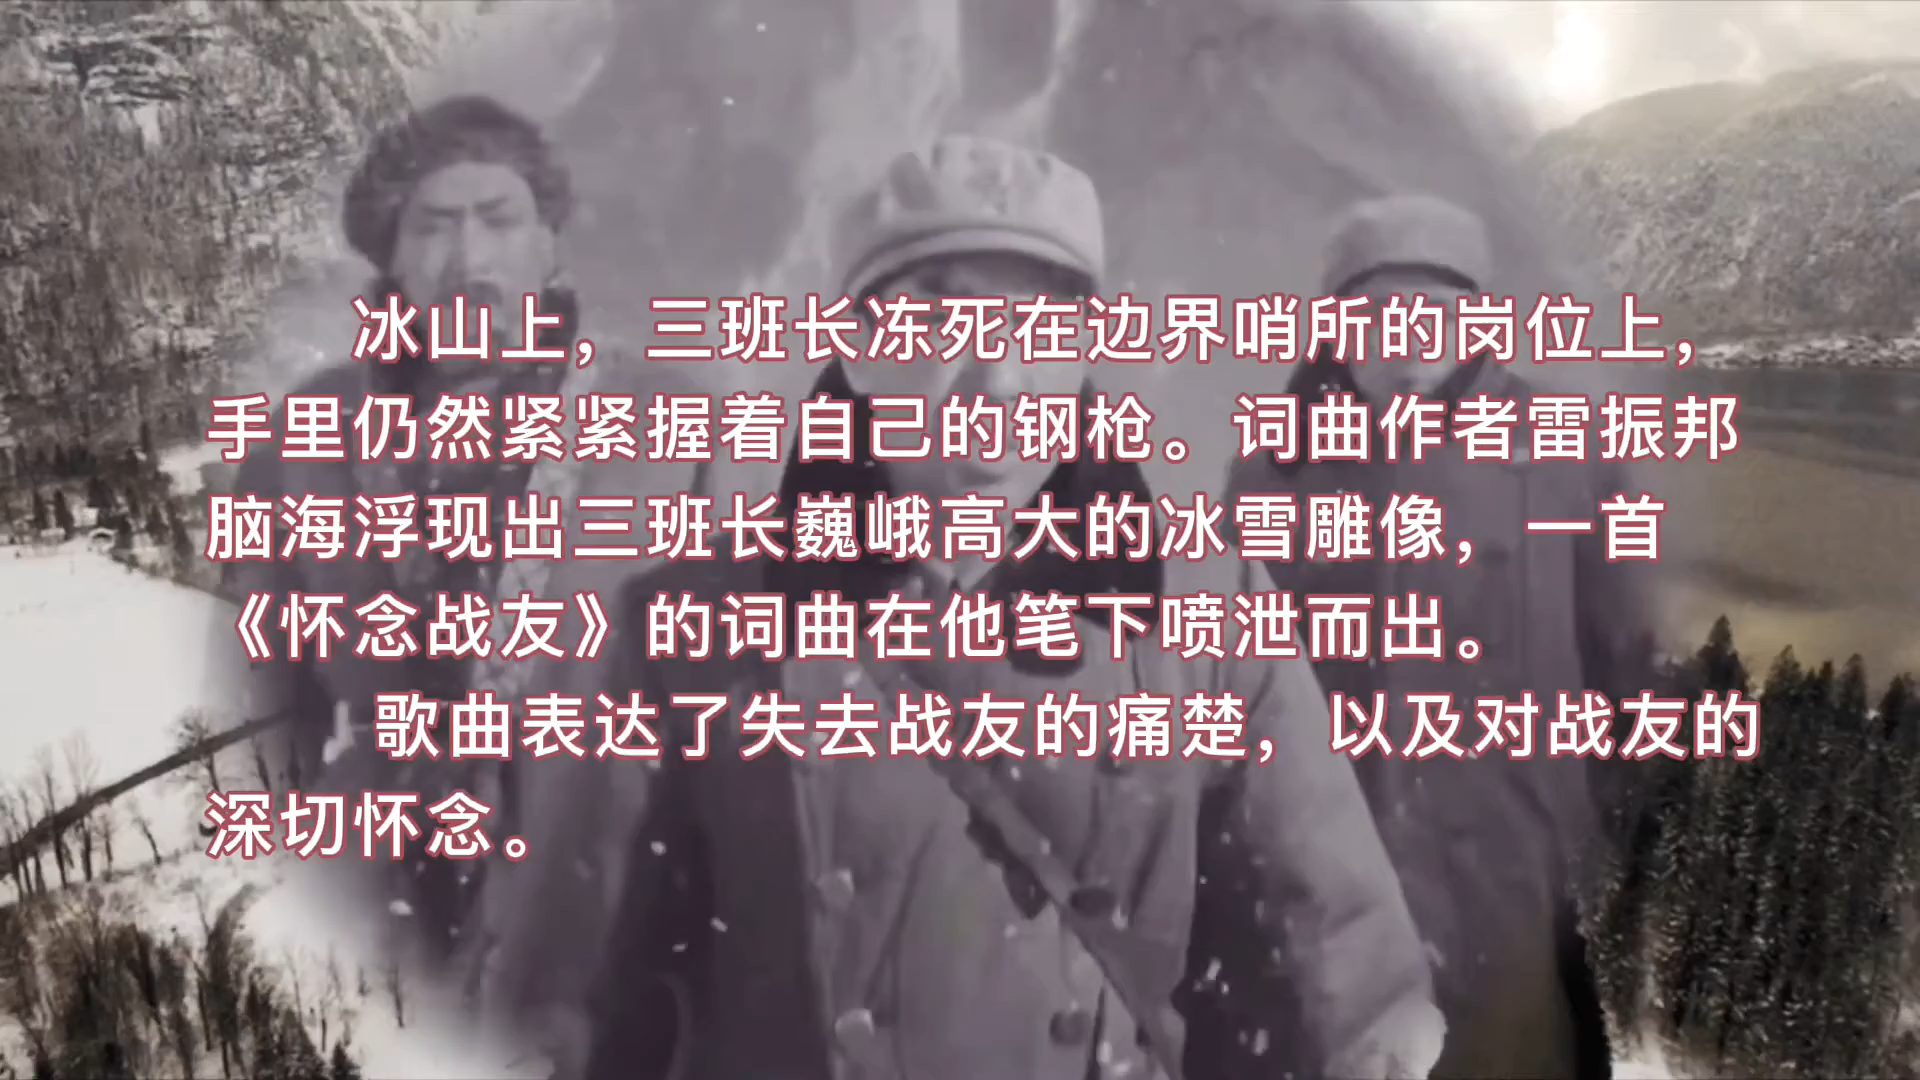 冰山上，三班长冻死在边界哨所的岗位上，
手里仍然紧紧握着自己的钢枪。词曲作者雷振邦
脑海浮现出三班长巍峨高大的冰雪雕像，一首
《怀念战友》的词曲在他笔下喷泄而出。
歌曲表达了失去战友的痛楚，以及对战友的
深切怀念。